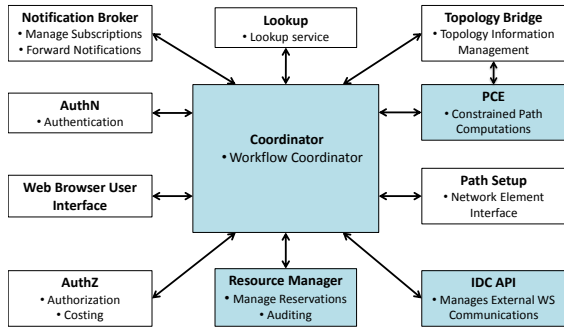 Notification Broker
• Manage Subscriptions
• Forward Notifications
Lookup
• Lookup service
Topology Bridge
• Topology Information
Management
AuthN
• Authentication
Coordinator
• Workflow Coordinator
PCE
• Constrained Path
Computations
Web Browser User
Interface
Path Setup
• Network Element
Interface
AuthZ
• Authorization
• Costing
Resource Manager
• Manage Reservations
• Auditing
IDC API
• Manages External WS
Communications